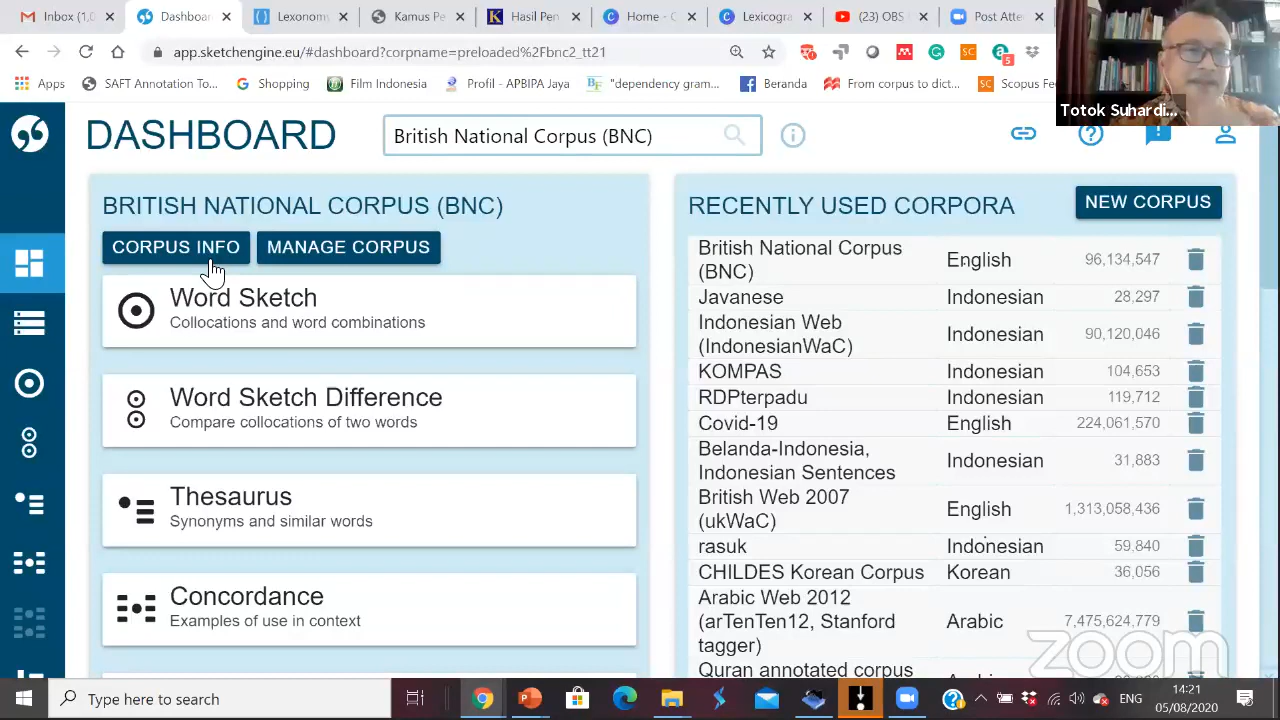 Inbox (1,0
Dashboa
Lexonomy
Kamus Pe
Hasil Pen
Home - C
Lexicogra
(23) OBS
Post Atte
app.sketchengine.eu/#dashboard?corpname=preloaded%2Fbnc2_tt21
5
Apps
SAFT Annotation To...
Shopping
Tim Indonesia
Profil - APBIPA Jaya
"dependency gramm...
Beranda
From corpus to dict...
SC
Scopus Fe
Totok Suhardi...
DASHBOARD
British National Corpus (BNC)
BRITISH NATIONAL CORPUS (BNC)
CORPUS INFO
MANAGE CORPUS
Word Sketch
Collocations and word combinations
Word Sketch Difference
Compare collocations of two words
Thesaurus
Synonyms and similar words
Concordance
Examples of use in context
RECENTLY USED CORPORA
NEW CORPUS
British National Corpus (BNC) English 96,134,547
Javanese Indonesian 28,297
Indonesian Web (IndonesianWaC) Indonesian 90,120,046
KOMPAS Indonesian 104,653
RDPterpadu Indonesian 119,712
Covid-19 English 224,061,570
Belanda-Indonesia, Indonesian Sentences Indonesian 31,883
British Web 2007 (ukWaC) English 1,313,058,436
rasuk Indonesian 59,840
CHILDES Korean Corpus Korean 36,056
Arabic Web 2012 (arTenTen12, Stanford tagger) Arabic 7,475,624,779
Quran annotated corpus
zoom
Type here to search
ENG
14:21
05/08/2020